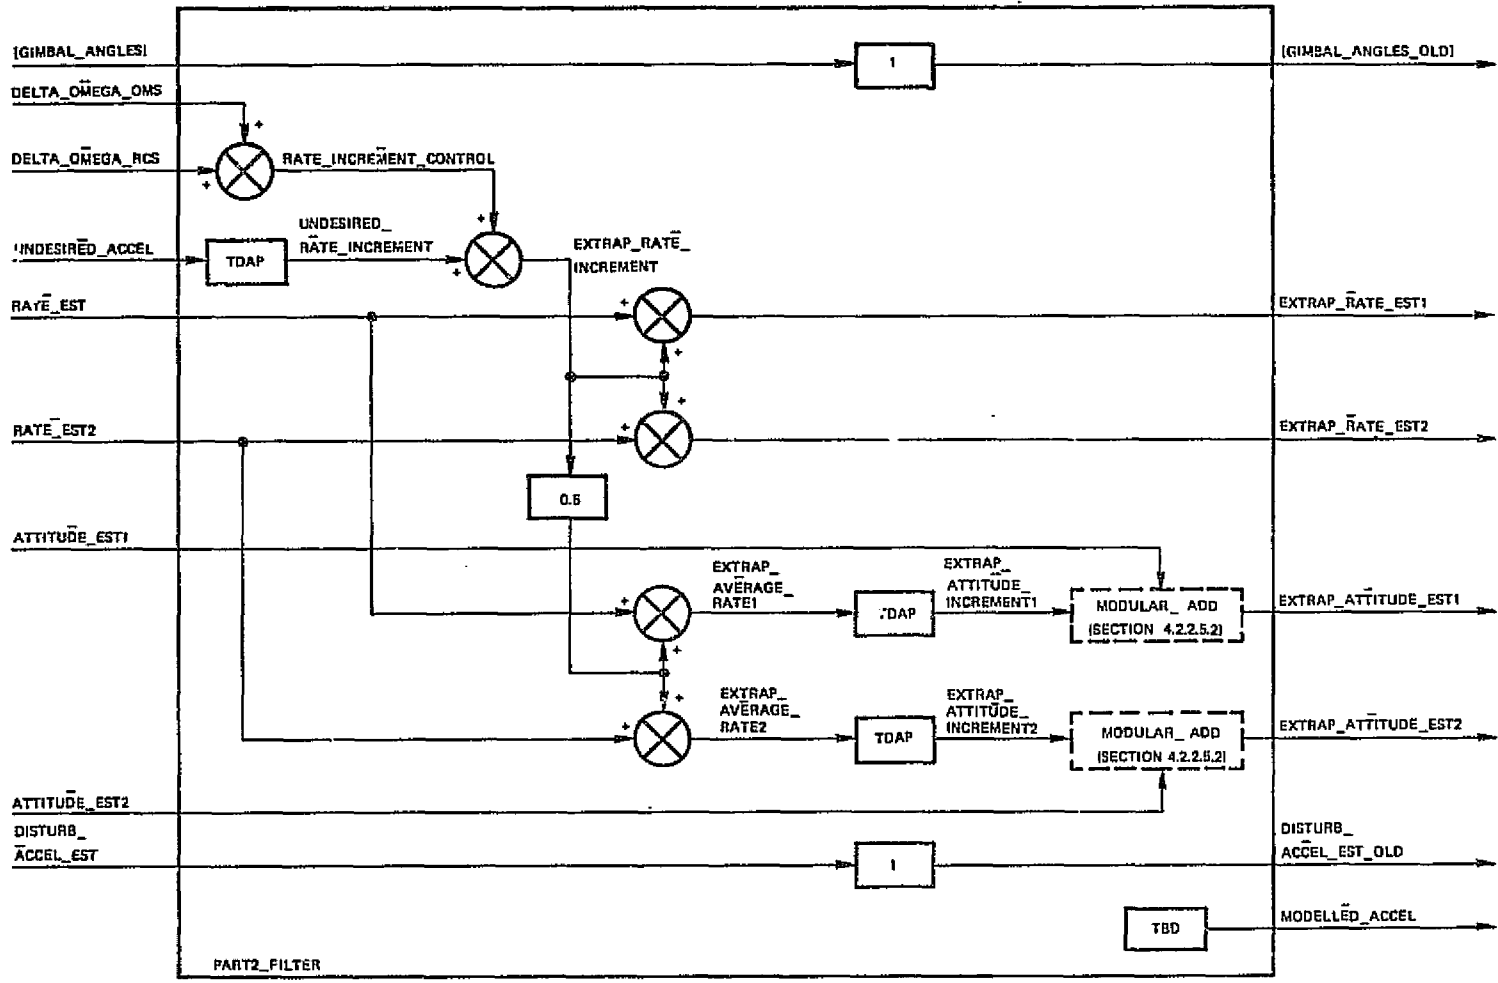 [GIMBAL_ANGLES]
1
[GIMBAL_ANGLES_OLD]
DELTA_OMEGA_OMS
+
DELTA_OMEGA_RCS
+
RATE_INCREMENT_CONTROL
+
UNDESIRED_ACCEL
TDAP
UNDESIRED_
RATE_INCREMENT
+
EXTRAP_RATE_
INCREMENT
RATE_EST
+
+
EXTRAP_RATE_EST1
RATE_EST2
+
+
EXTRAP_RATE_EST2
0.5
ATTITUDE_EST1
+
+
EXTRAP_
AVERAGE_
RATE1
TDAP
EXTRAP_
ATTITUDE_
INCREMENT1
MODULAR_ ADD
(SECTION 4.2.2.5.2)
EXTRAP_ATTITUDE_EST1
+
+
EXTRAP_
AVERAGE_
RATE2
TDAP
EXTRAP_
ATTITUDE_
INCREMENT2
MODULAR_ ADD
(SECTION 4.2.2.5.2)
EXTRAP_ATTITUDE_EST2
ATTITUDE_EST2
DISTURB_
ACCEL_EST
1
DISTURB_
ACCEL_EST_OLD
TBD
MODELLED_ACCEL
PART2_FILTER